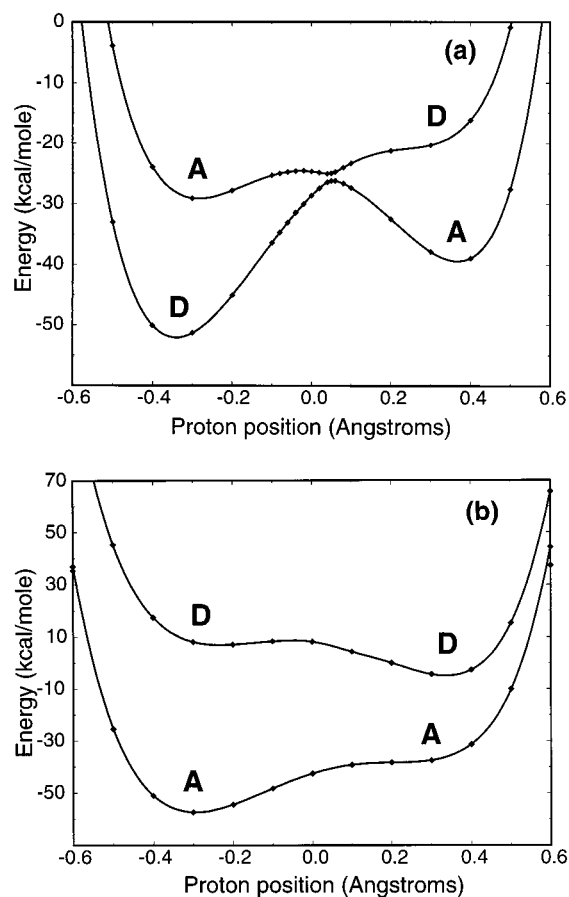 (a)
0
-10
-20
-30
-40
-50
Energy (kcal/mole)
A
D
D
A
-0.6 -0.4 -0.2 0.0 0.2 0.4 0.6
Proton position (Angstroms)
(b)
70
50
30
10
-10
-30
-50
Energy (kcal/mole)
D
D
A
A
-0.6 -0.4 -0.2 0.0 0.2 0.4 0.6
Proton position (Angstroms)